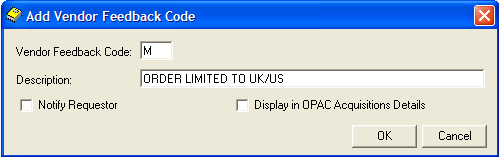 Add Vendor Feedback Code
Vendor Feedback Code: M
Description: ORDER LIMITED TO UK/US
Notify Requestor Display in OPAC Acquisitions Details
OK Cancel